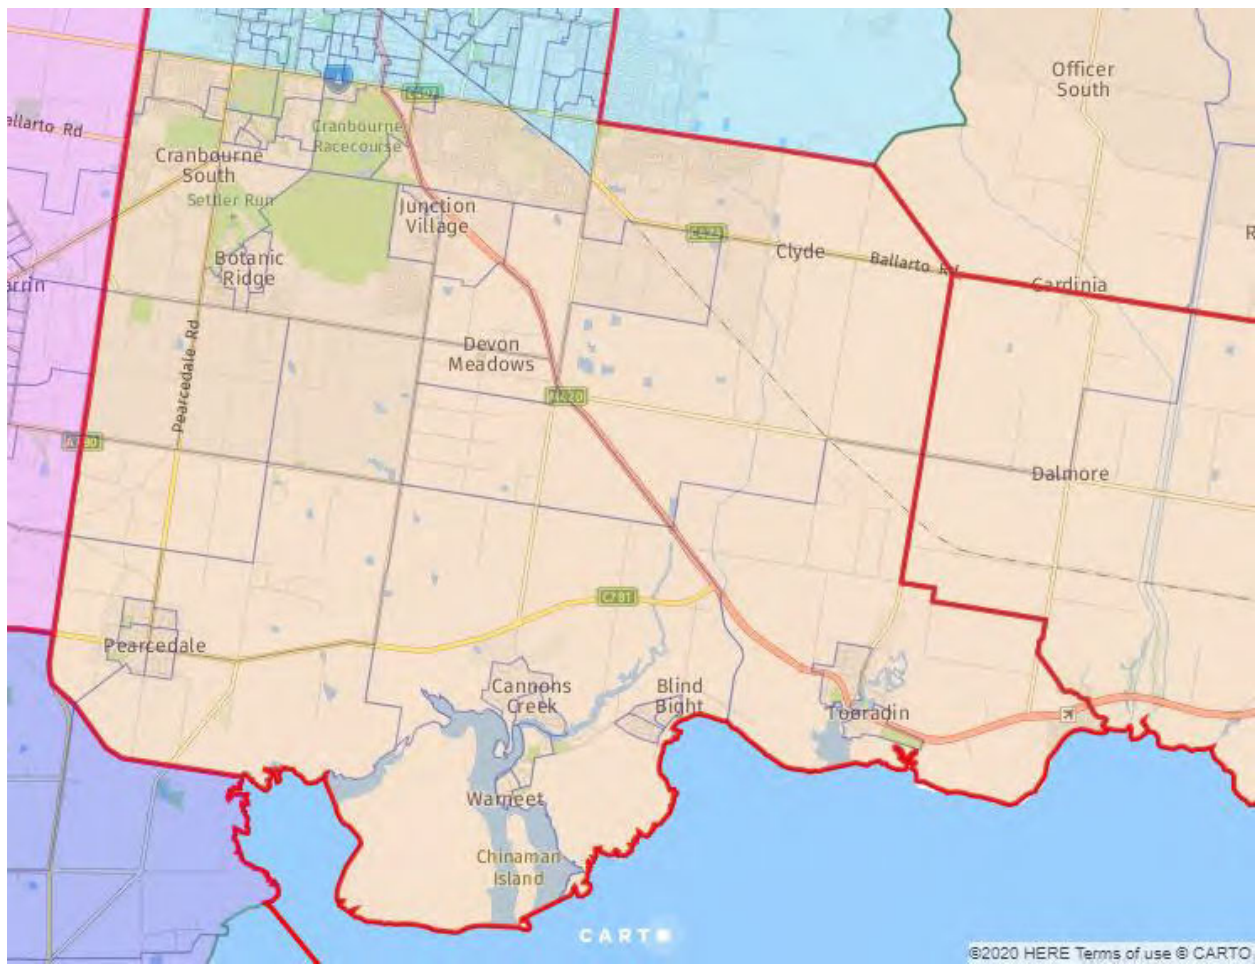 Officer
South
Ballarto Rd
Cranbourne
Racecourse
Cranbourne
South
Settler Run
Junction
Village
Botanic
Ridge
Clyde
Ballarto Rd
Cardinia
Devon
Meadows
Pearcedale Rd
Dalmore
C781
Pearcedale
Cannons
Creek
Blind
Bight
Tooradin
Warneet
Chinaman
Island
CARTO
©2020 HERE Terms of use © CARTO